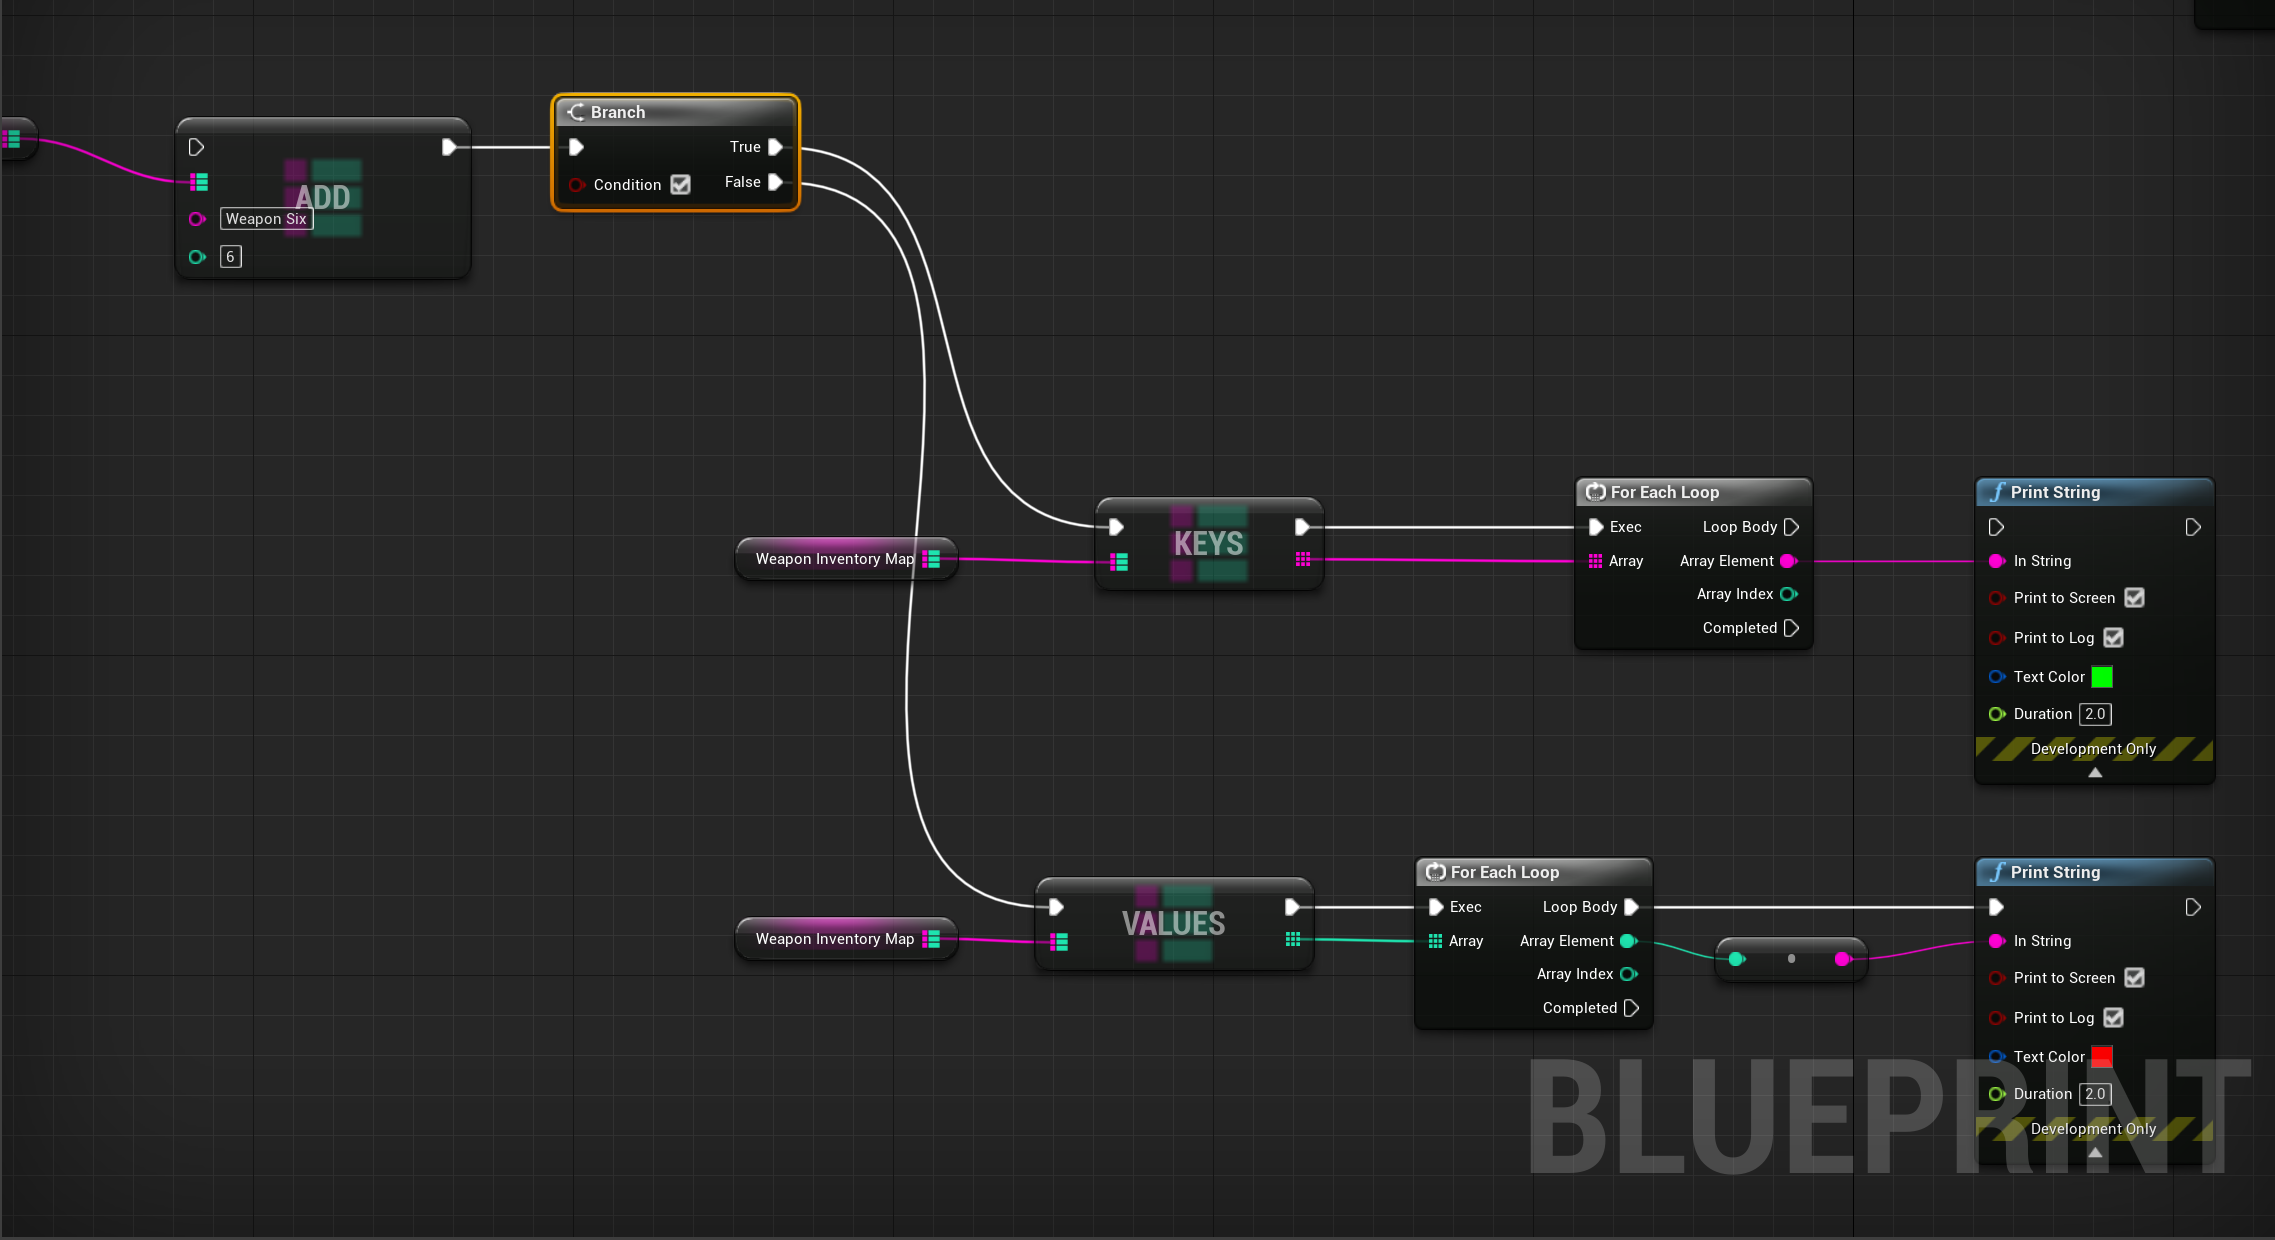 Branch
True
Condition
False
ADD
Weapon Six
6
Weapon Inventory Map
KEYS
For Each Loop
Exec
Loop Body
Array
Array Element
Array Index
Completed
Print String
In String
Print to Screen
Print to Log
Text Color
Duration 2.0
Development Only
Weapon Inventory Map
VALUES
For Each Loop
Exec
Loop Body
Array
Array Element
Array Index
Completed
Print String
In String
Print to Screen
Print to Log
Text Color
Duration 2.0
Development Only
BLUEPRINT